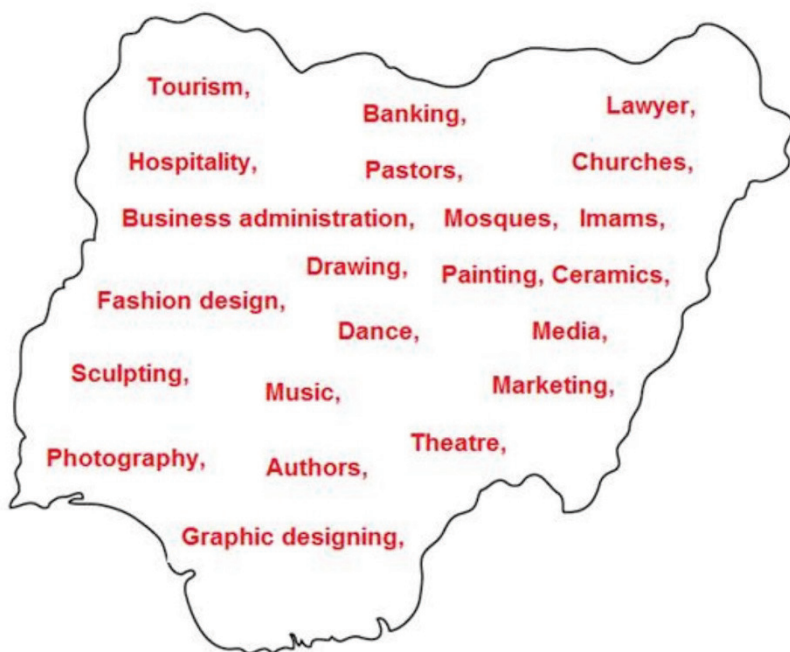 Tourism,
Banking,
Lawyer,
Hospitality,
Pastors,
Churches,
Business administration,
Mosques,
Imams,
Drawing,
Painting, Ceramics,
Fashion design,
Dance,
Media,
Sculpting,
Music,
Marketing,
Photography,
Authors,
Theatre,
Graphic designing,